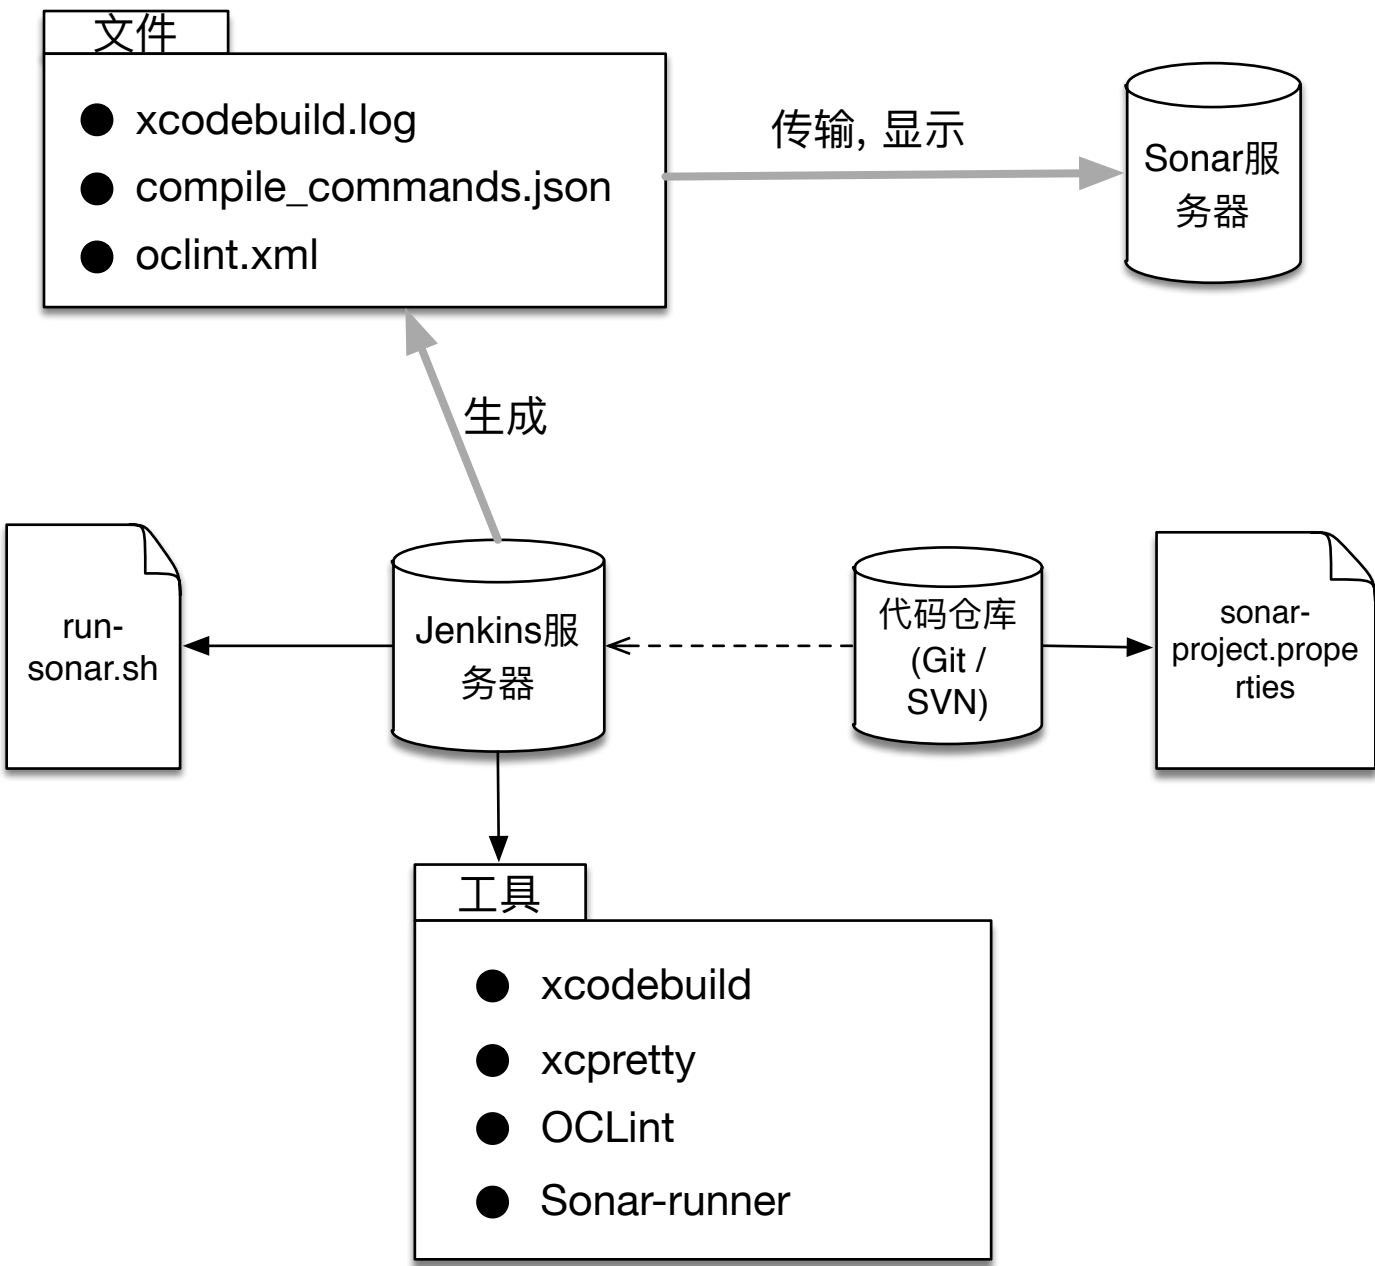 文件
xcodebuild.log
compile_commands.json
oclint.xml
传输, 显示
Sonar服
务器
生成
run-
sonar.sh
Jenkins服
务器
代码仓库
(Git /
SVN)
sonar-
project.prope
rties
工具
xcodebuild
xcpretty
OCLint
Sonar-runner